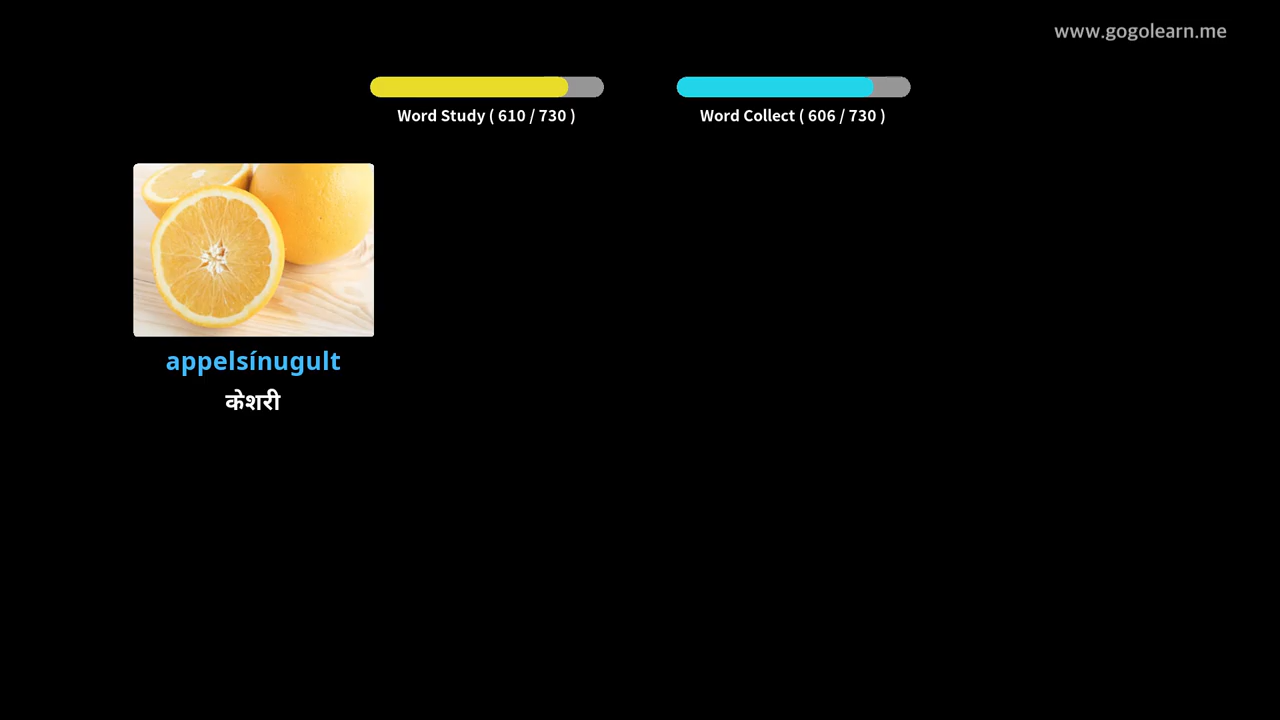 www.gogolearn.me
Word Study ( 610 / 730 )
Word Collect ( 606 / 730 )
appelsínugult
केशरी